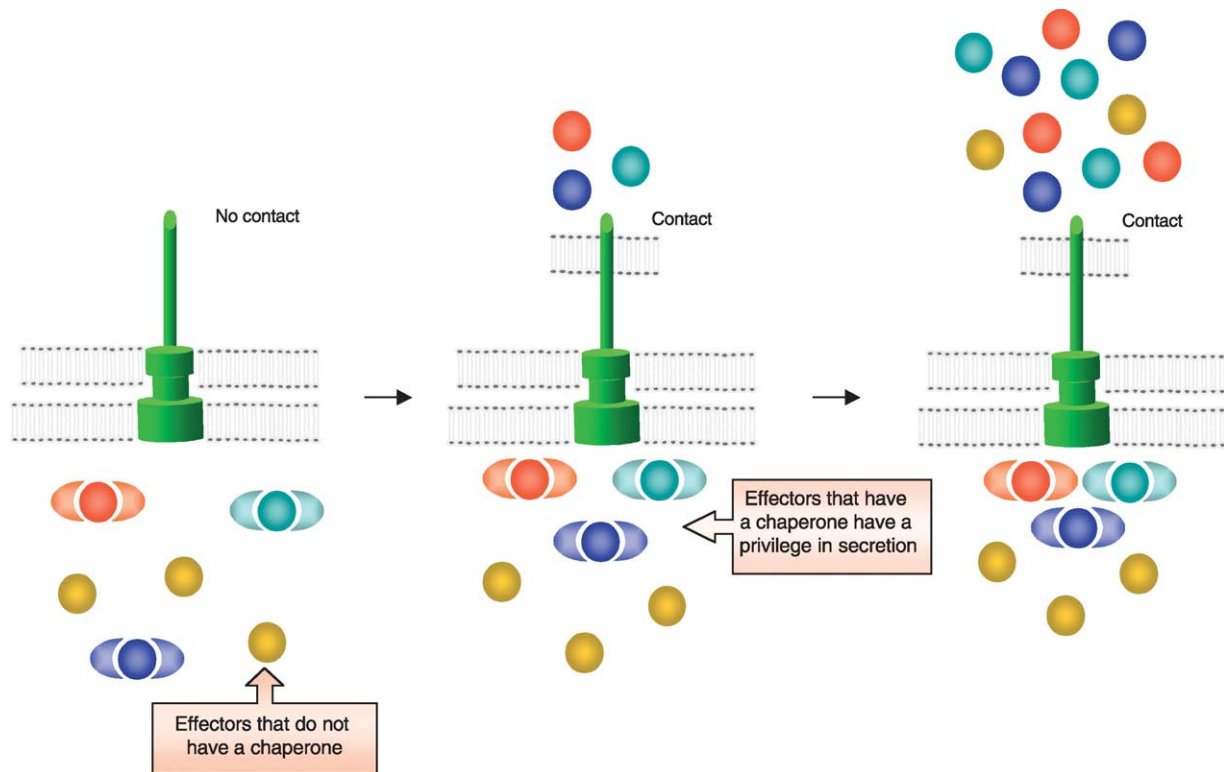 No contact
Contact
Contact
Effectors that have
a chaperone have a
privilege in secretion
Effectors that do not
have a chaperone